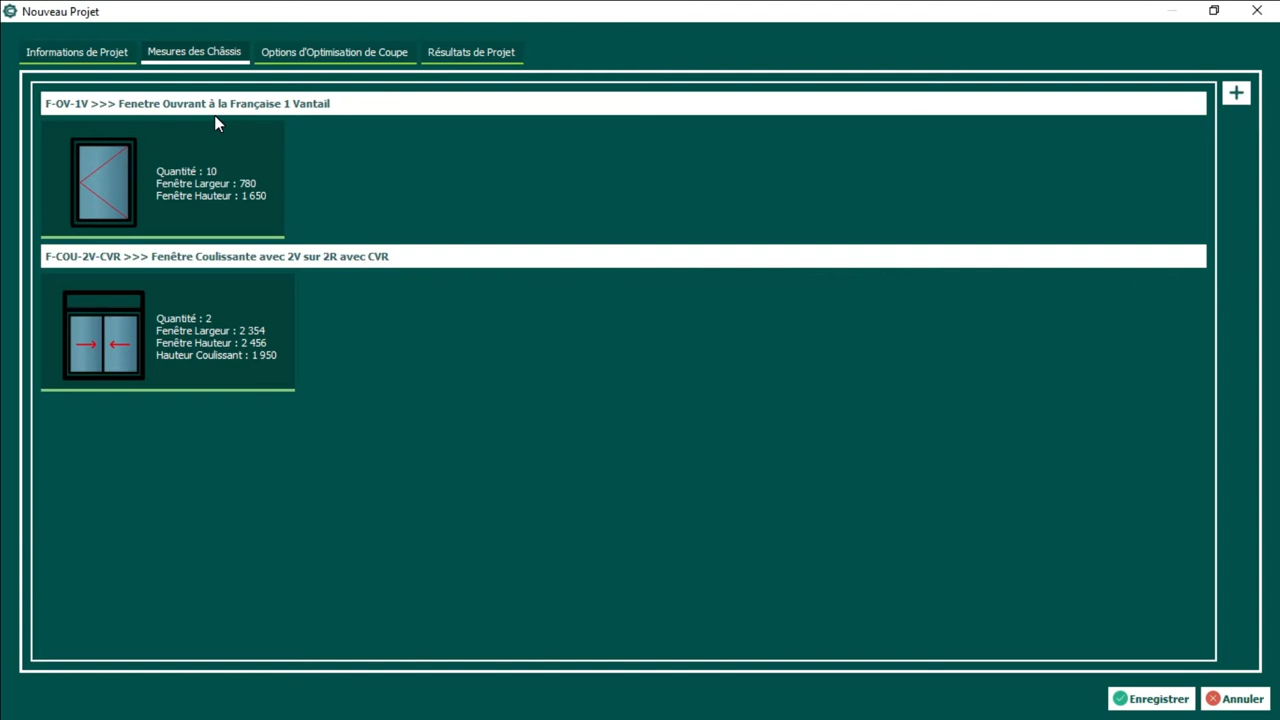 Nouveau Projet
Informations de Projet
Mesures des Châssis
Options d'Optimisation de Coupe
Résultats de Projet
F-OV-1V >>> Fenetre Ouvrant à la Française 1 Vantail
Quantité : 10
Fenêtre Largeur : 780
Fenêtre Hauteur : 1 650
F-COU-2V-CVR >>> Fenêtre Coulissante avec 2V sur 2R avec CVR
Quantité : 2
Fenêtre Largeur : 2 354
Fenêtre Hauteur : 2 456
Hauteur Coulissant : 1 950
Enregistrer
Annuler